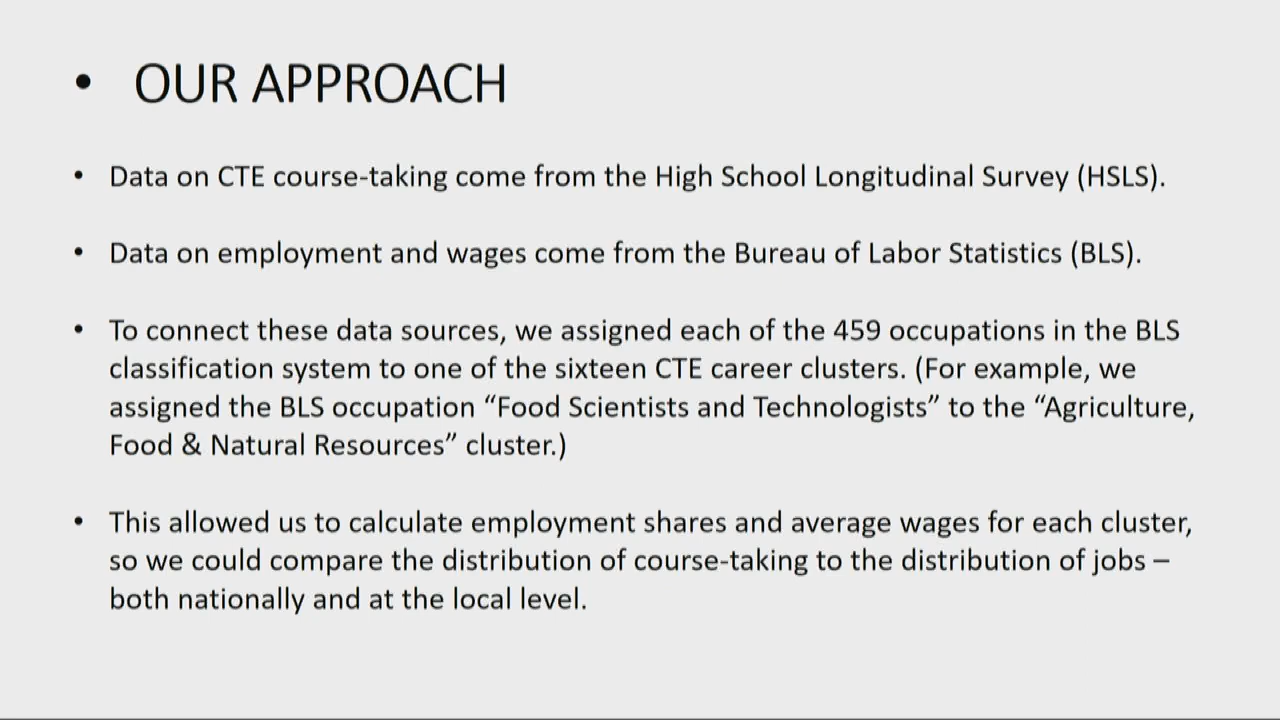 • OUR APPROACH
• Data on CTE course-taking come from the High School Longitudinal Survey (HSLS).
• Data on employment and wages come from the Bureau of Labor Statistics (BLS).
• To connect these data sources, we assigned each of the 459 occupations in the BLS
classification system to one of the sixteen CTE career clusters. (For example, we
assigned the BLS occupation “Food Scientists and Technologists” to the “Agriculture,
Food & Natural Resources” cluster.)
• This allowed us to calculate employment shares and average wages for each cluster,
so we could compare the distribution of course-taking to the distribution of jobs –
both nationally and at the local level.